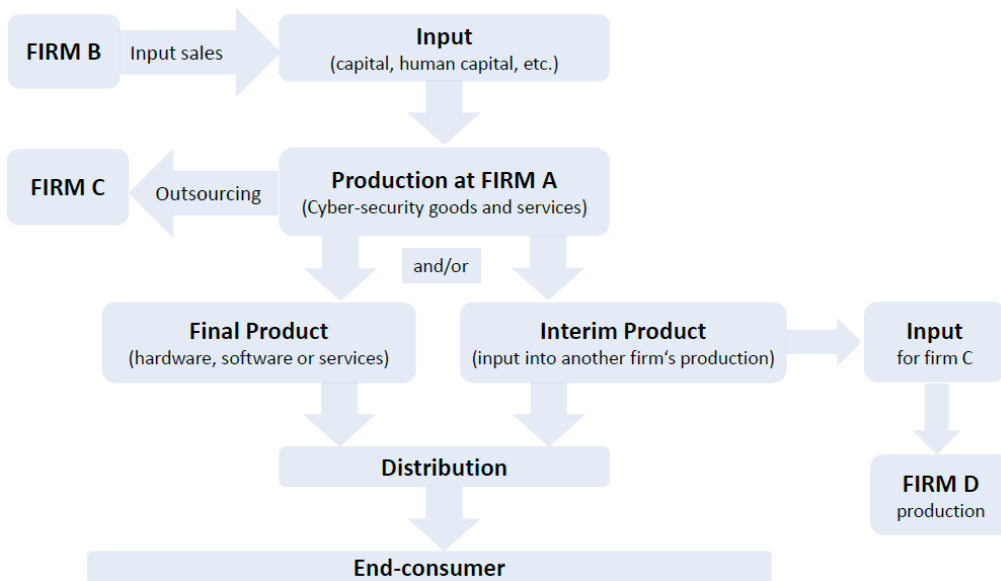 FIRM B
Input sales
Input
(capital, human capital, etc.)
FIRM C
Outsourcing
Production at FIRM A
(Cyber-security goods and services)
and/or
Final Product
(hardware, software or services)
Interim Product
(input into another firm‘s production)
Input
for firm C
Distribution
FIRM D
production
End-consumer